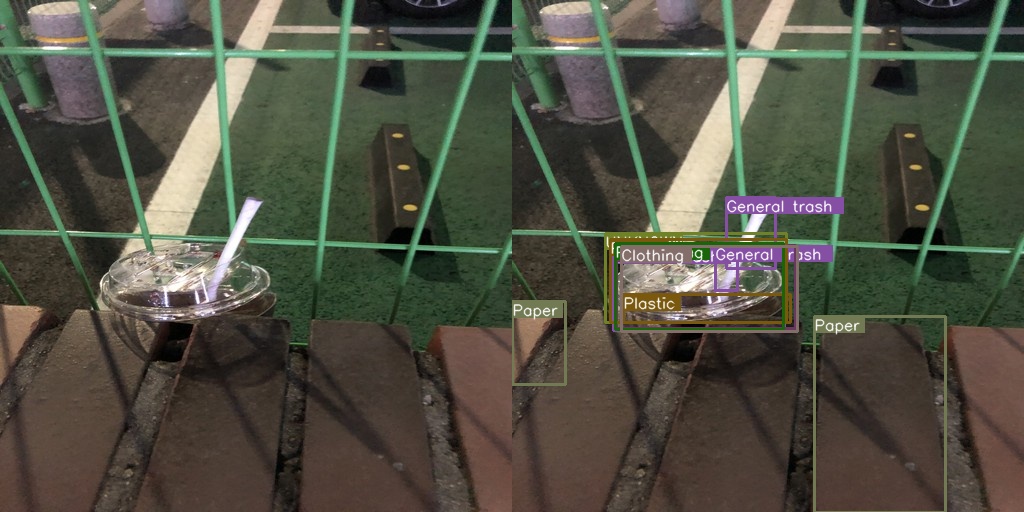 General trash
General trash
Clothing
Plastic
Paper
Paper